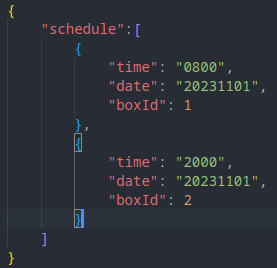 {
    "schedule":[
        {
            "time": "0800",
            "date": "20231101",
            "boxId": 1
        },
        {
            "time": "2000",
            "date": "20231101",
            "boxId": 2
        }
    ]
}